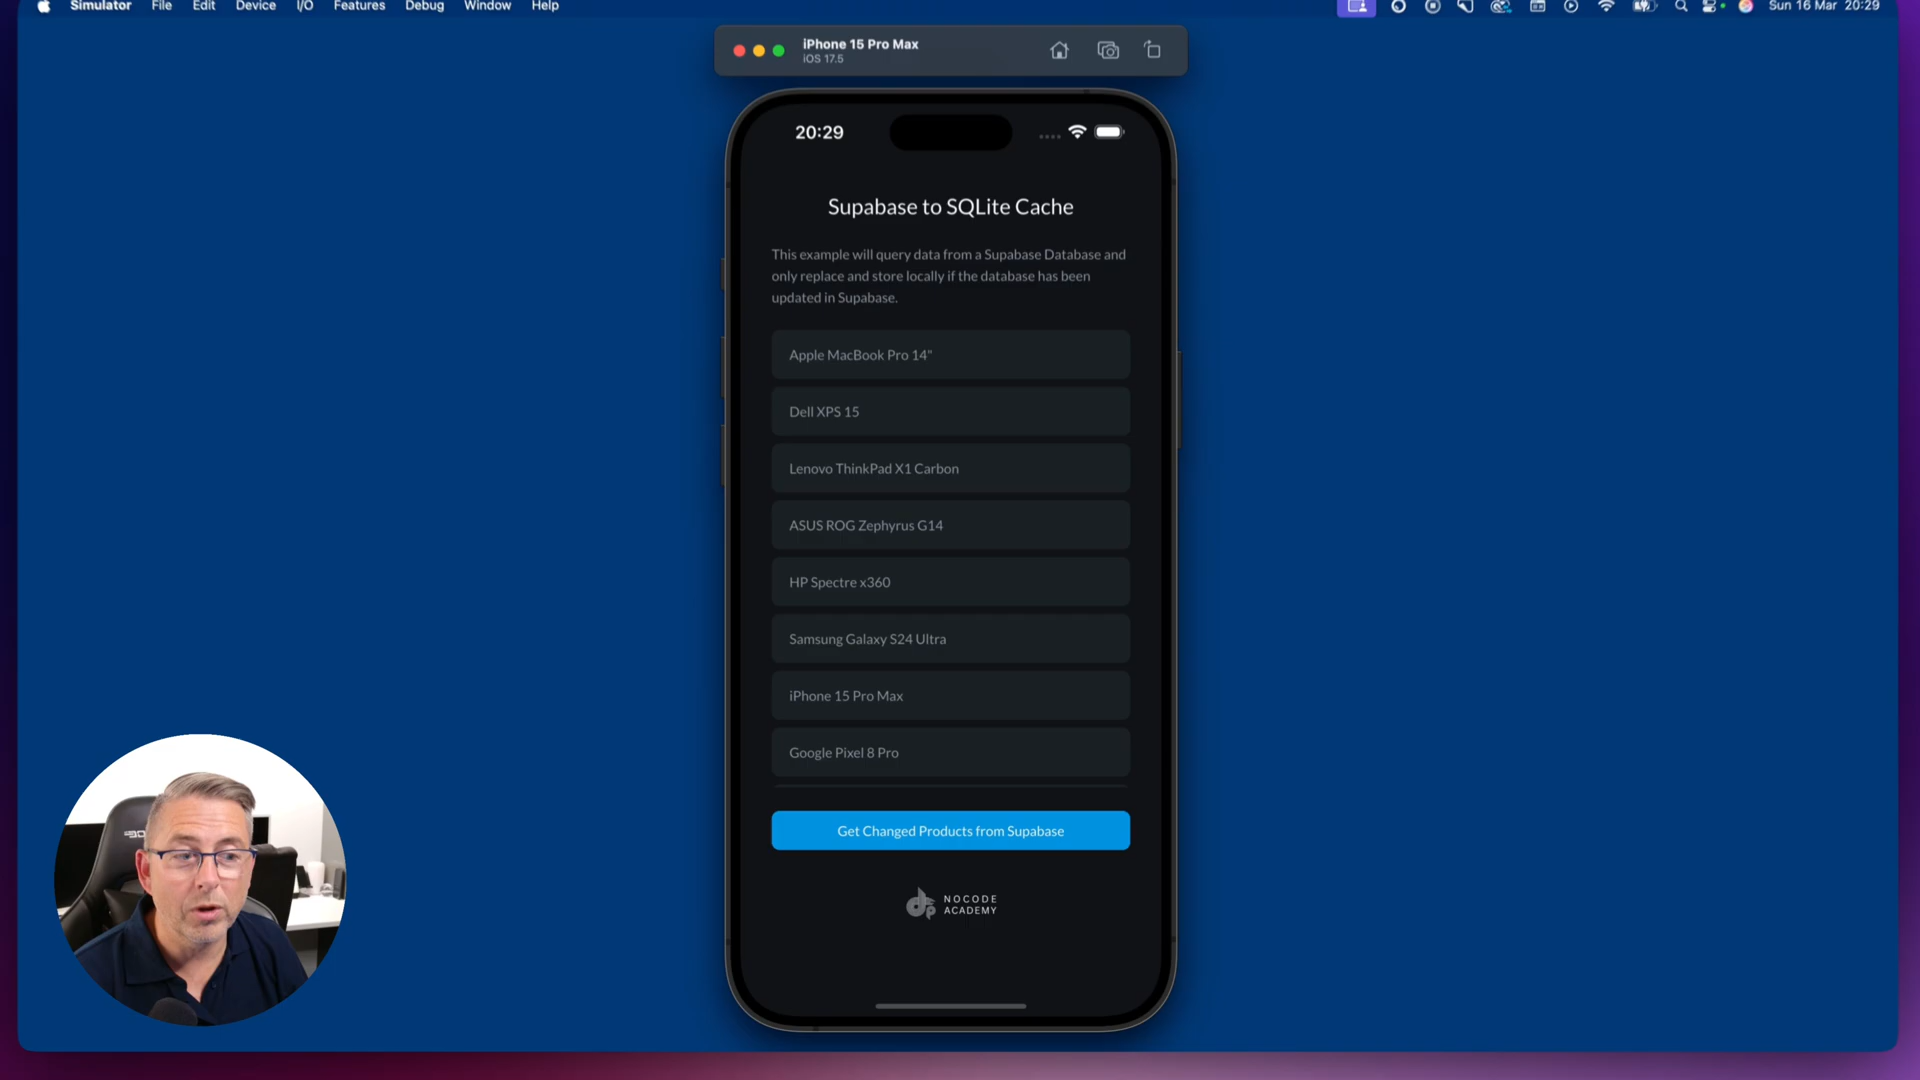 Simulator File Edit Device I/O Features Debug Window Help
Sun 16 Mar 20:29
iPhone 15 Pro Max
iOS 17.5
20:29
Supabase to SQLite Cache
This example will query data from a Supabase Database and
only replace and store locally if the database has been
updated in Supabase.
Apple MacBook Pro 14"
Dell XPS 15
Lenovo ThinkPad X1 Carbon
ASUS ROG Zephyrus G14
HP Spectre x360
Samsung Galaxy S24 Ultra
iPhone 15 Pro Max
Google Pixel 8 Pro
Get Changed Products from Supabase
NOCODE
ACADEMY